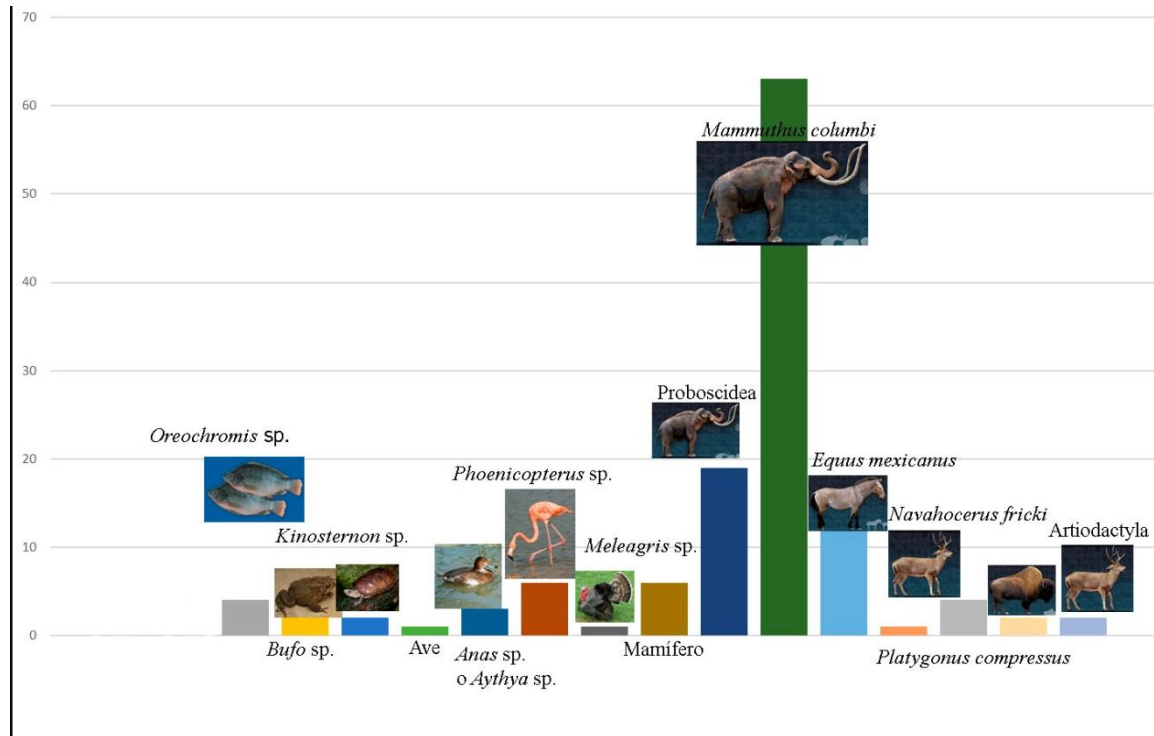 70
60
50
40
30
20
10
0
Mammuthus columbi
Proboscidea
Oreochromis sp.
Equus mexicanus
Phoenicopterus sp.
Navahocerus fricki
Kinosternon sp.
Meleagris sp.
Artiodactyla
Bufo sp.
Ave
Anas sp.
o Aythya sp.
Mamífero
Platygonus compressus